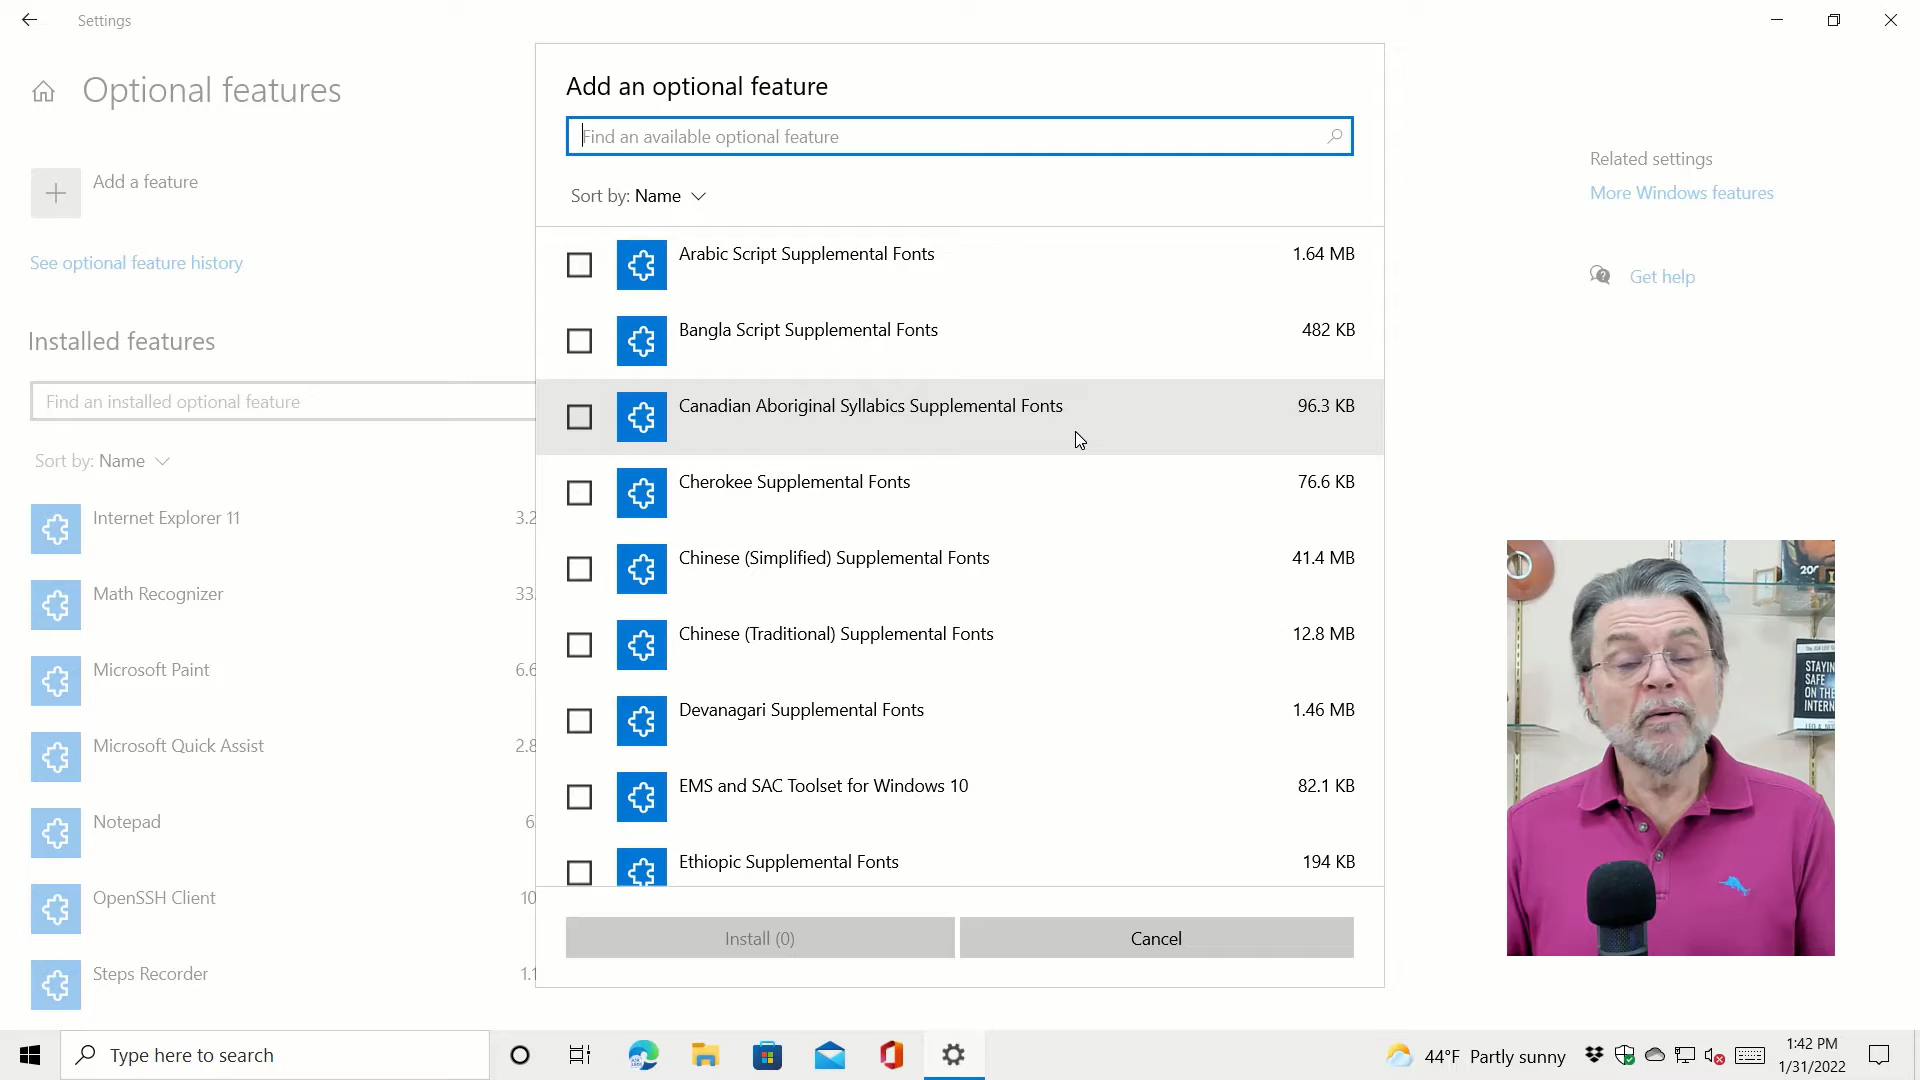 Settings
Optional features
Add a feature
See optional feature history
Installed features
Find an installed optional feature
Sort by: Name
Internet Explorer 11
3.2
Math Recognizer
33.
Microsoft Paint
6.6
Microsoft Quick Assist
2.8
Notepad
6.
OpenSSH Client
10
Steps Recorder
1.1
Add an optional feature
Find an available optional feature
Sort by: Name
Arabic Script Supplemental Fonts
1.64 MB
Bangla Script Supplemental Fonts
482 KB
Canadian Aboriginal Syllabics Supplemental Fonts
96.3 KB
Cherokee Supplemental Fonts
76.6 KB
Chinese (Simplified) Supplemental Fonts
41.4 MB
Chinese (Traditional) Supplemental Fonts
12.8 MB
Devanagari Supplemental Fonts
1.46 MB
EMS and SAC Toolset for Windows 10
82.1 KB
Ethiopic Supplemental Fonts
194 KB
Install (0)
Cancel
Related settings
More Windows features
Get help
STAYIN
SAFE
ON THE
INTERN
Type here to search
44°F Partly sunny
1:42 PM
1/31/2022